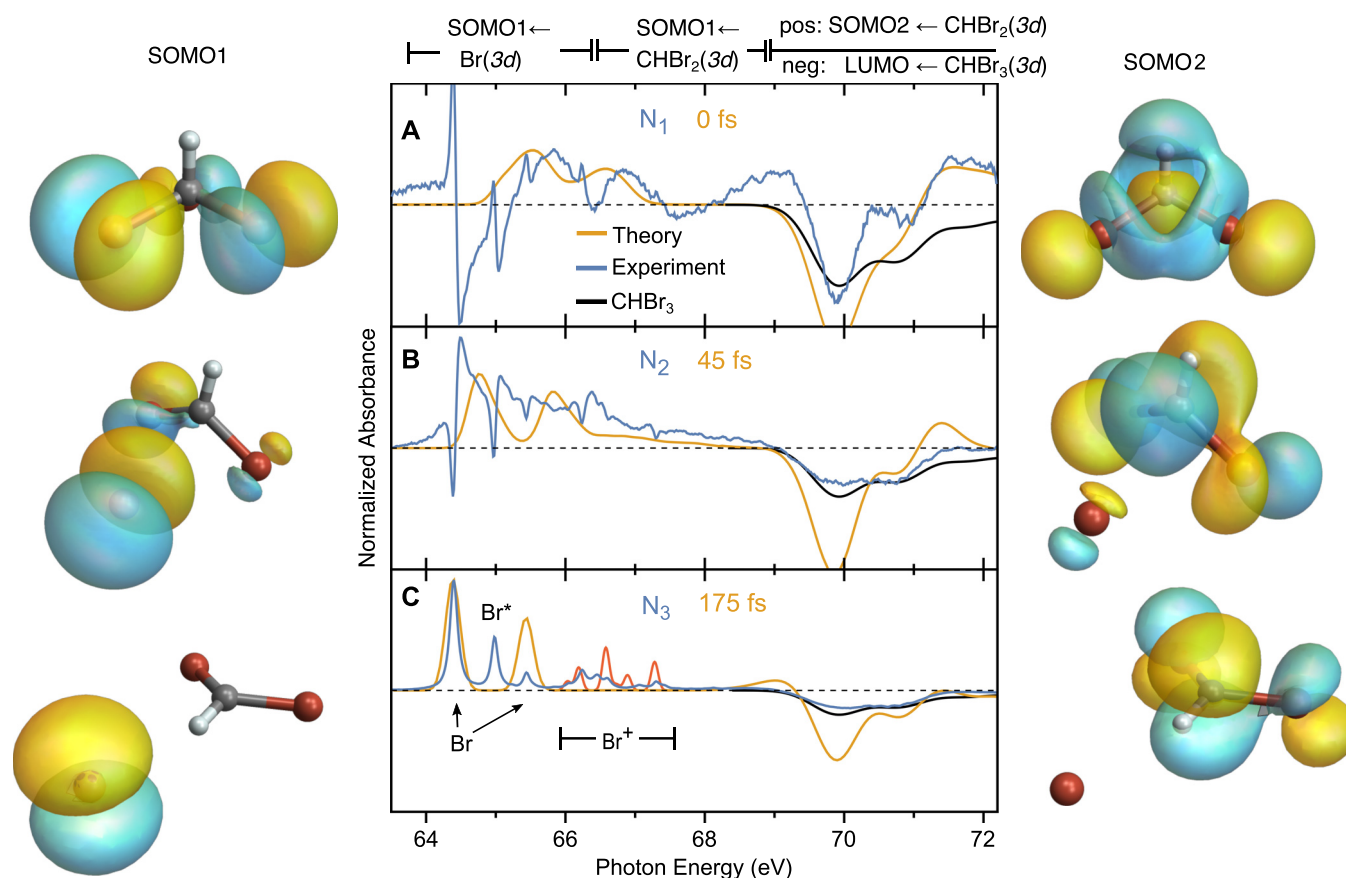 SOMO1
SOMO1←
Br(3d)
SOMO1←
CHBr2(3d)
pos: SOMO2 ← CHBr2(3d)
neg: LUMO ← CHBr3(3d)
SOMO2
A
N1 0 fs
Theory
Experiment
CHBr3
B
N2 45 fs
C
N3 175 fs
Br*
Br
Br+
Normalized Absorbance
64 66 68 70 72
Photon Energy (eV)